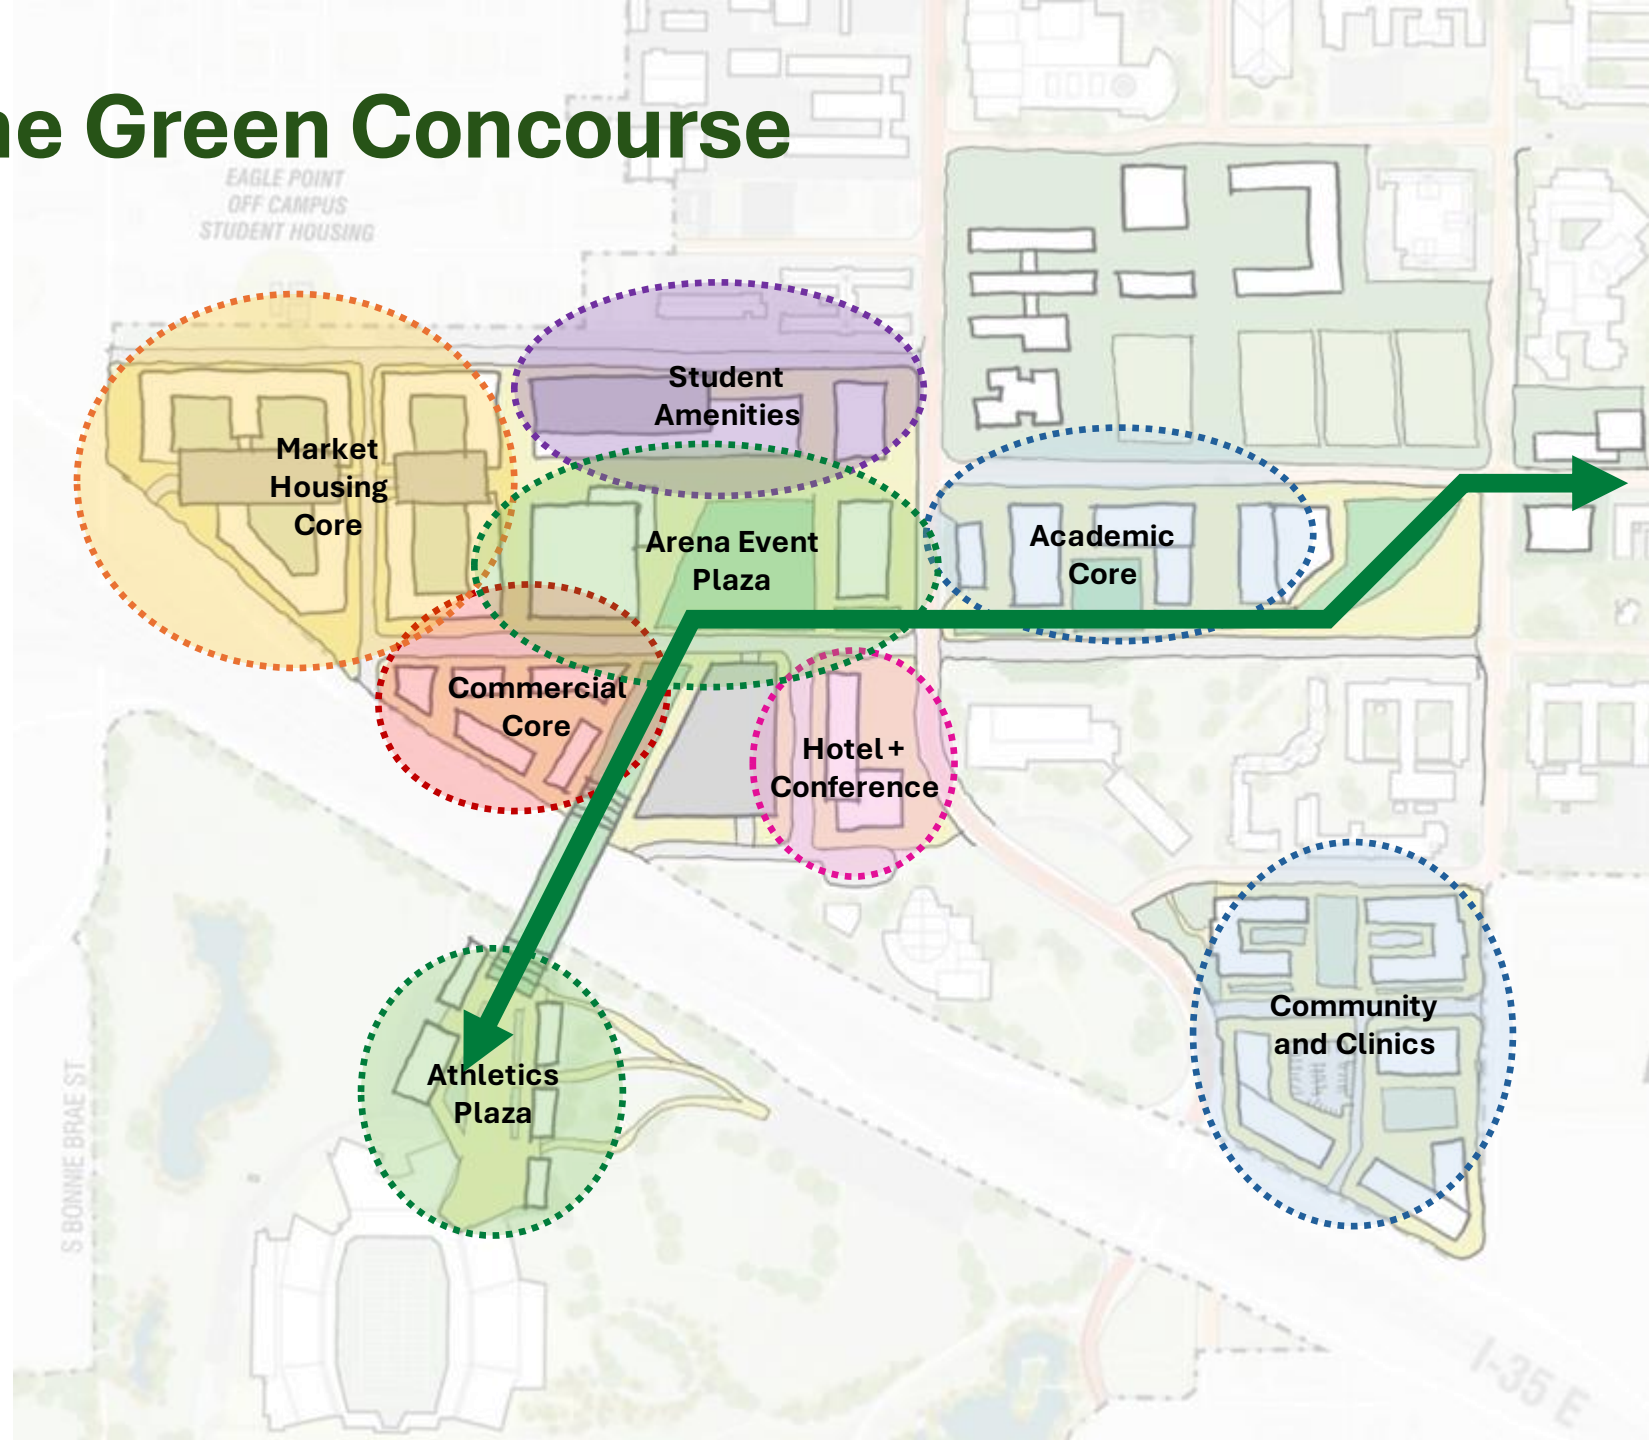 ne Green Concourse
EAGLE POINT
OFF CAMPUS
STUDENT HOUSING
Student
Amenities
Market
Housing
Core
Arena Event
Plaza
Academic
Core
Commercial
Core
Hotel +
Conference
Community
and Clinics
Athletics
Plaza
S BONNIE BRAE ST
I-35 E